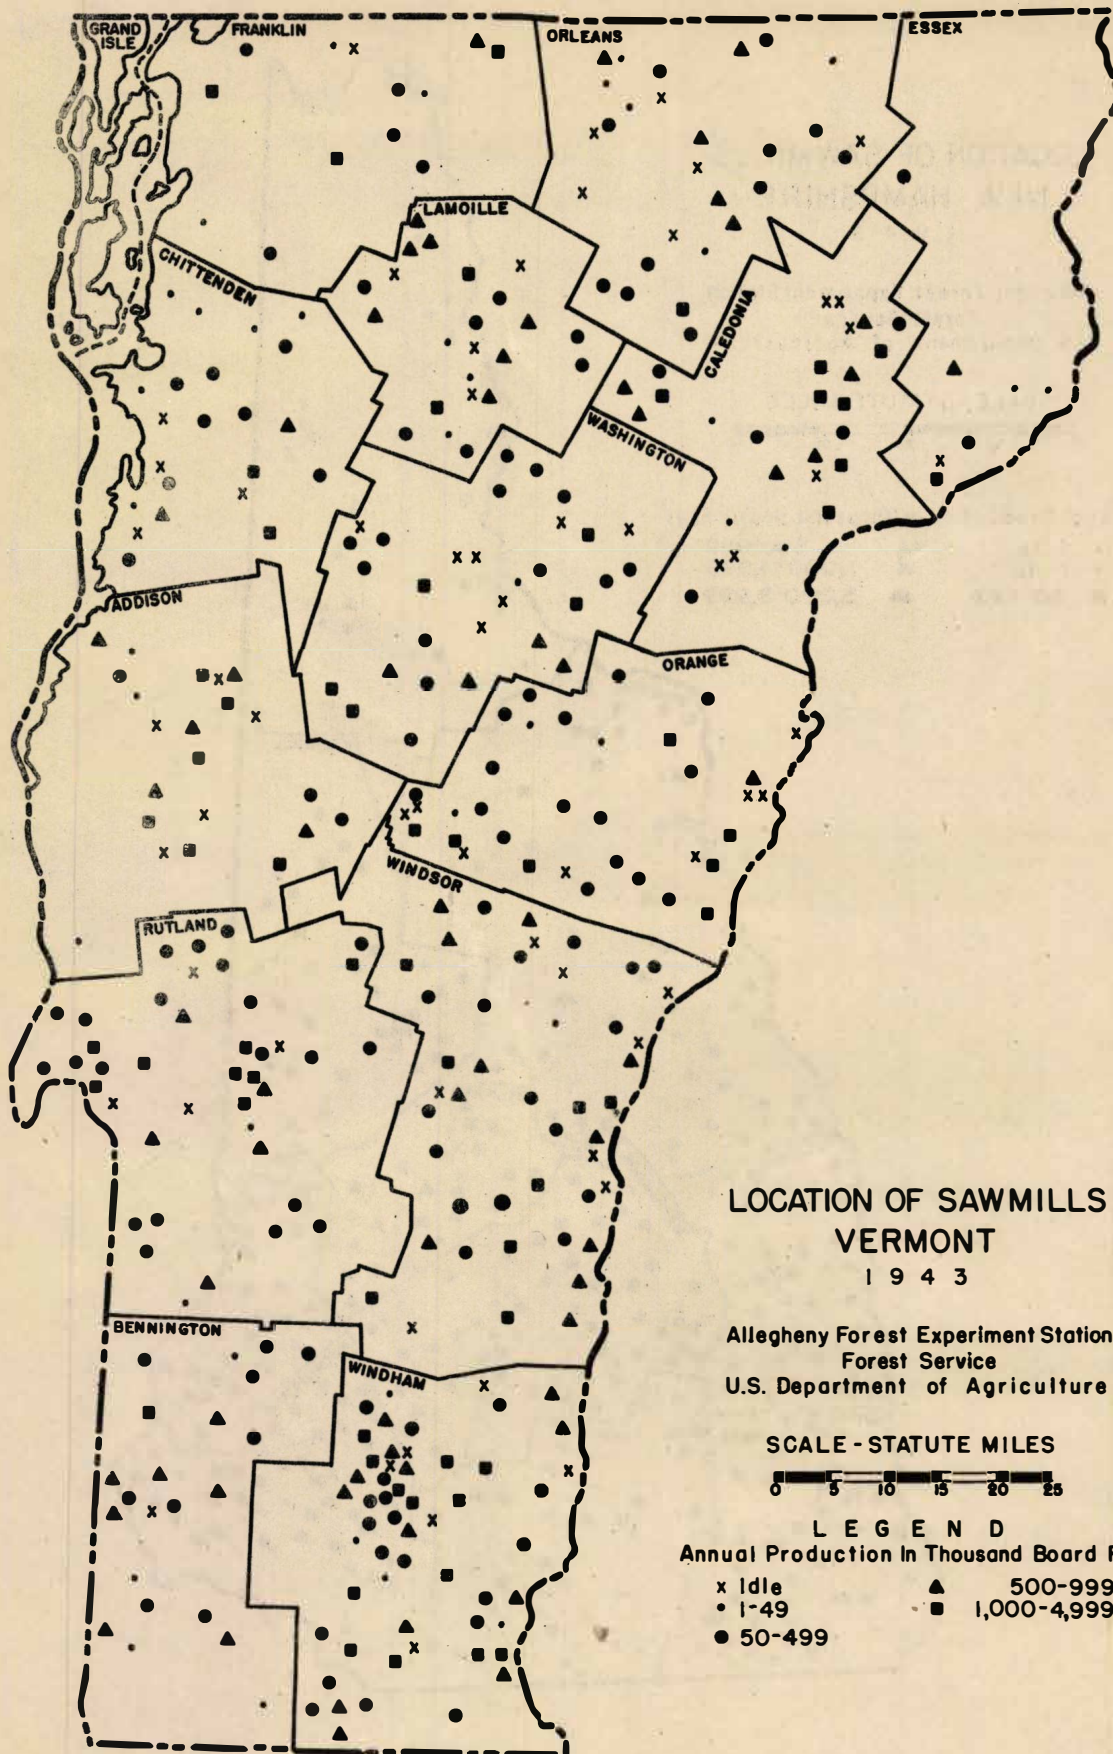 GRAND
ISLE
FRANKLIN
ORLEANS
ESSEX
LAMOILLE
CHITTENDEN
CALEDONIA
WASHINGTON
ADDISON
ORANGE
WINDSOR
RUTLAND
LOCATION OF SAWMILLS
VERMONT
1943
Allegheny Forest Experiment Station
Forest Service
U.S. Department of Agriculture
BENNINGTON
WINDHAM
SCALE - STATUTE MILES
0 5 10 15 20 25
LEGEND
Annual Production In Thousand Board
x Idle ▲ 500-999
• 1-49 ■ 1,000-4,999
● 50-499